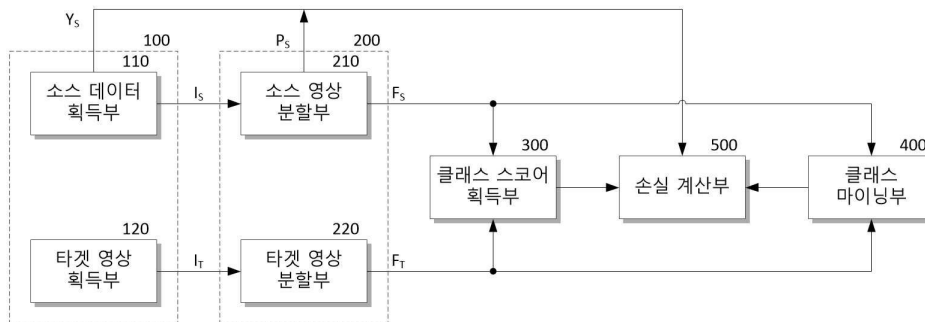 Y_S
P_S
100
200
110
210
소스 데이터
획득부
I_S
소스 영상
분할부
F_S
300
500
400
클래스 스코어
획득부
손실 계산부
클래스
마이닝부
120
220
타겟 영상
획득부
I_T
타겟 영상
분할부
F_T